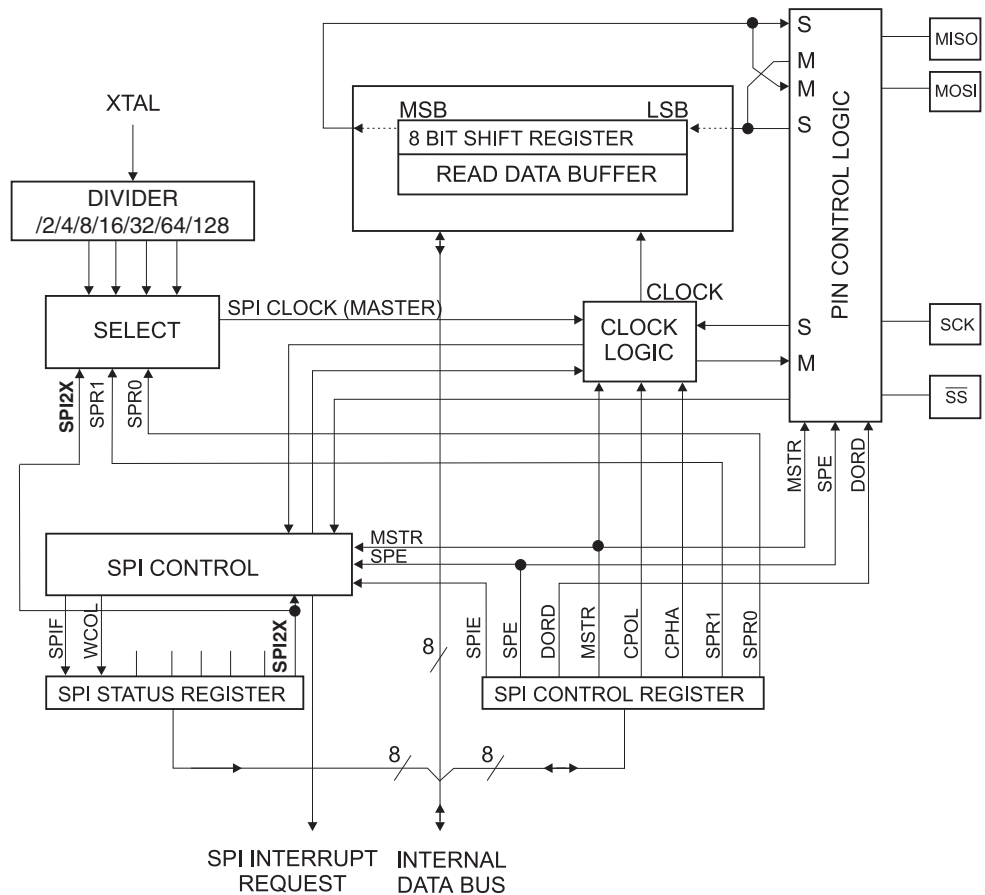 S
MISO
M
XTAL
MSB
LSB
M
MOSI
8 BIT SHIFT REGISTER
S
READ DATA BUFFER
DIVIDER
/2/4/8/16/32/64/128
PIN CONTROL LOGIC
SPI CLOCK (MASTER)
CLOCK
SELECT
CLOCK
LOGIC
S
SCK
M
SS
SPI2X
SPR1
SPR0
MSTR
SPE
DORD
MSTR
SPE
SPI CONTROL
SPIF
WCOL
SPI2X
8
SPIE
SPE
DORD
MSTR
CPOL
CPHA
SPR1
SPR0
SPI STATUS REGISTER
SPI CONTROL REGISTER
8
8
SPI INTERRUPT
REQUEST
INTERNAL
DATA BUS